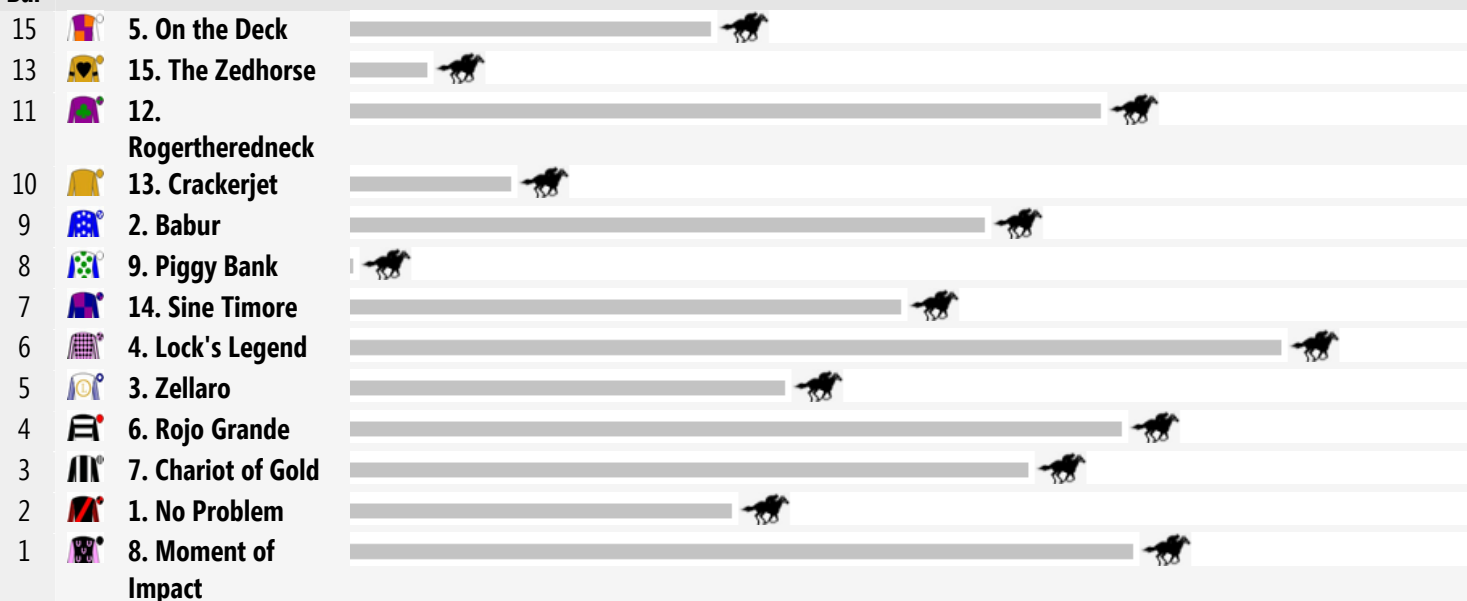 15 5. On the Deck
13 15. The Zedhorse
11 12.
Rogertheredneck
10 13. Crackerjet
9 2. Babur
8 9. Piggy Bank
7 14. Sine Timore
6 4. Lock's Legend
5 3. Zellaro
4 6. Rojo Grande
3 7. Chariot of Gold
2 1. No Problem
1 8. Moment of
Impact